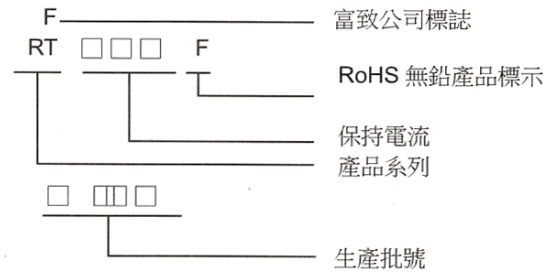 F 富致公司標誌
RT □□□ F
RoHS 無鉛產品標示
保持電流
產品系列
生產批號